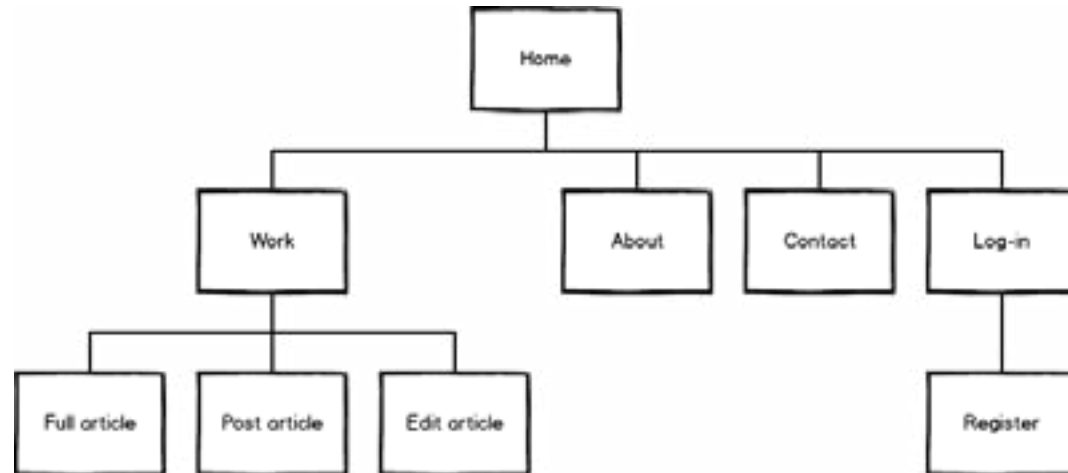 Home
Work
About
Contact
Log-in
Full article
Post article
Edit article
Register